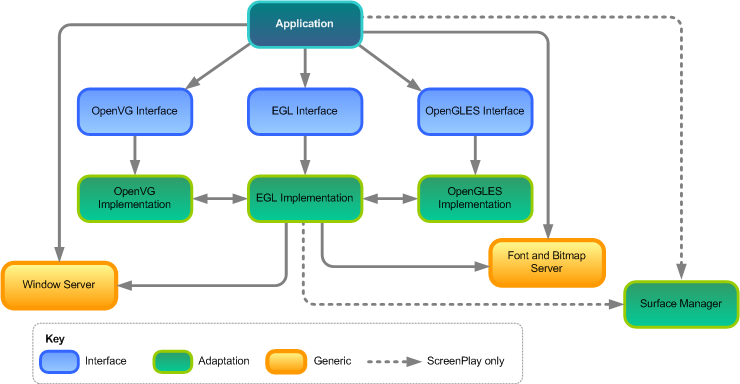 Application
OpenVG Interface
EGL Interface
OpenGLES Interface
OpenVG
Implementation
EGL Implementation
OpenGLES
Implementation
Font and Bitmap
Server
Window Server
Surface Manager
Key
Interface
Adaptation
Generic
ScreenPlay only